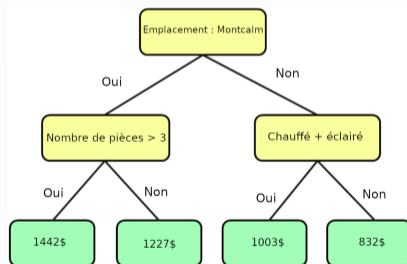 Emplacement : Montcalm
Oui
Non
Nombre de pièces > 3
Chauffé + éclairé
Oui
Non
Oui
Non
1442$
1227$
1003$
832$